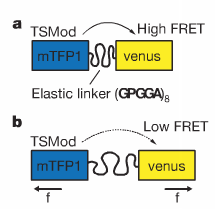 a
TSMod High FRET
mTFP1 venus
Elastic linker (GPGGA)8
b
TSMod Low FRET
mTFP1 venus
f f